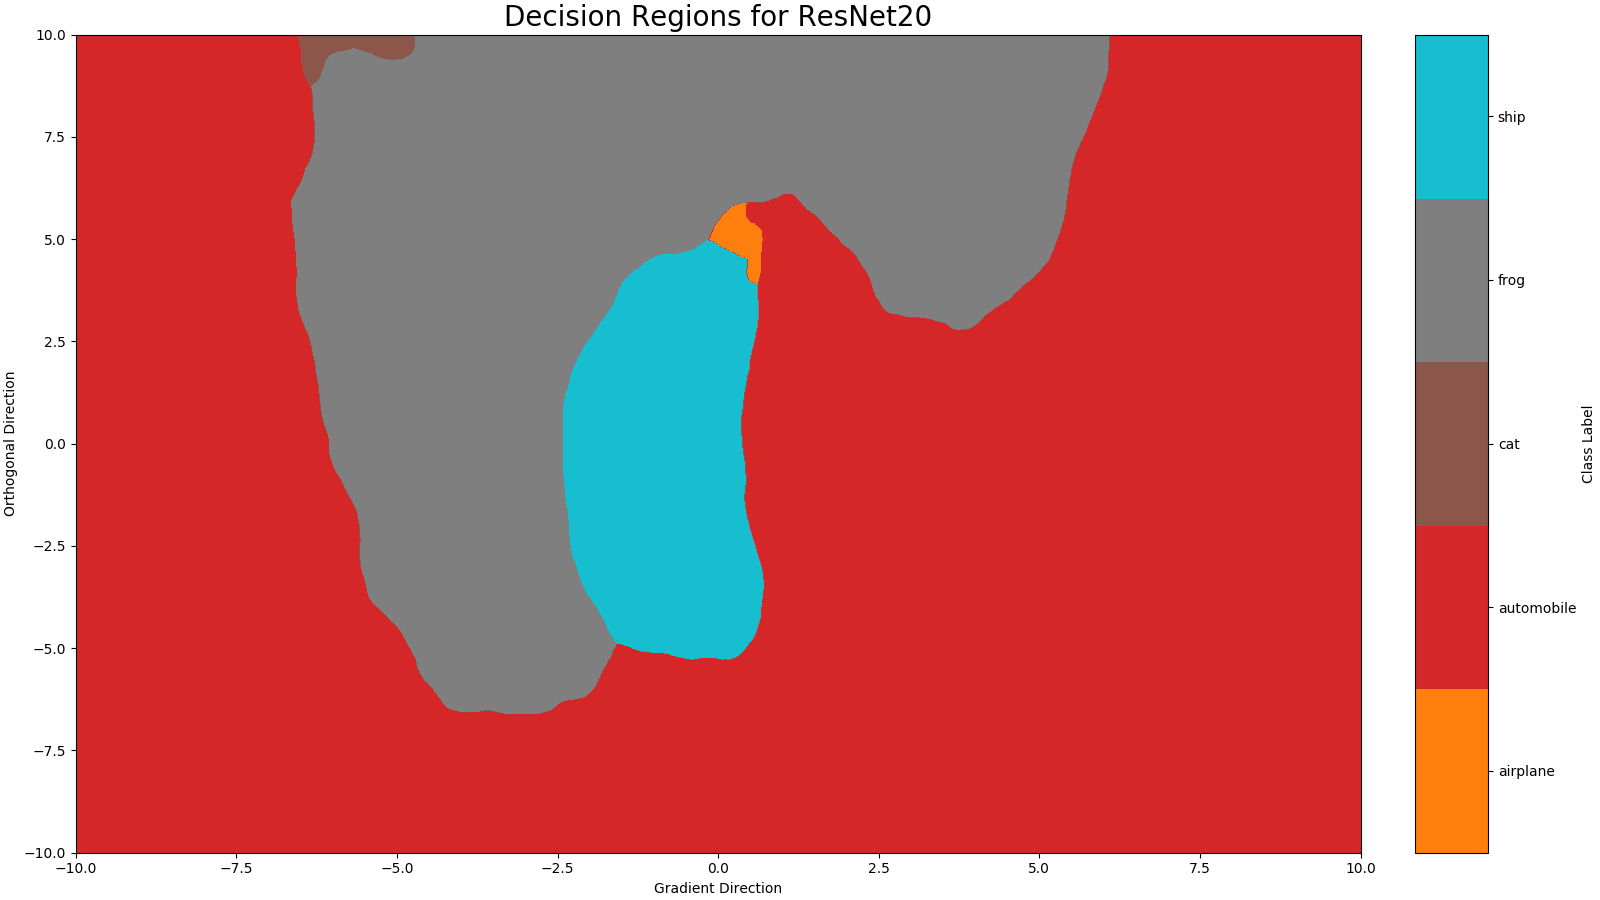 Decision Regions for ResNet20
10.0
7.5
5.0
2.5
0.0
−2.5
−5.0
−7.5
−10.0
Orthogonal Direction
−10.0 −7.5 −5.0 −2.5 0.0 2.5 5.0 7.5 10.0
Gradient Direction
ship
frog
cat
automobile
airplane
Class Label